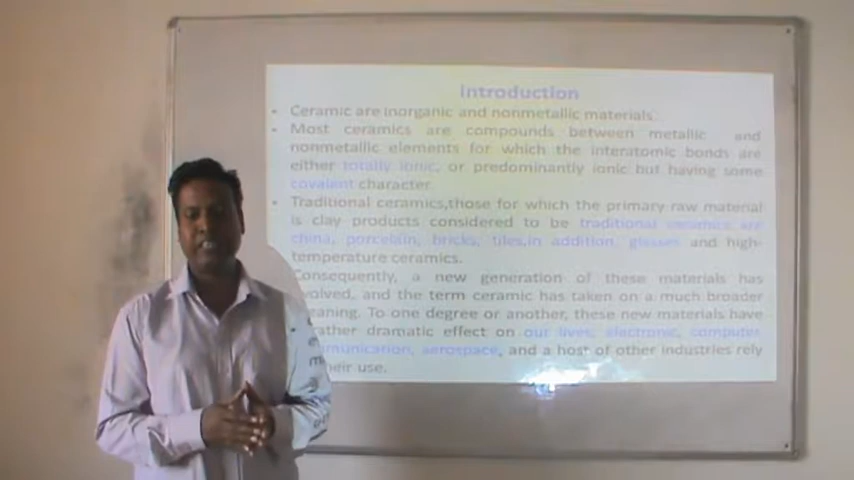 Introduction
• Ceramic are inorganic and nonmetallic materials.
• Most ceramics are compounds between metallic and
nonmetallic elements for which the interatomic bonds are
either totally ionic, or predominantly ionic but having some
covalent character.
• Traditional ceramics,those for which the primary raw material
is clay products considered to be traditional ceramics are
china, porcelain, bricks, tiles,in addition, glasses and high-
temperature ceramics.
Consequently, a new generation of these materials has
volved, and the term ceramic has taken on a much broader
eaning. To one degree or another, these new materials have
rather dramatic effect on our lives, electronic, computer,
mmunication, aerospace, and a host of other industries rely
their use.